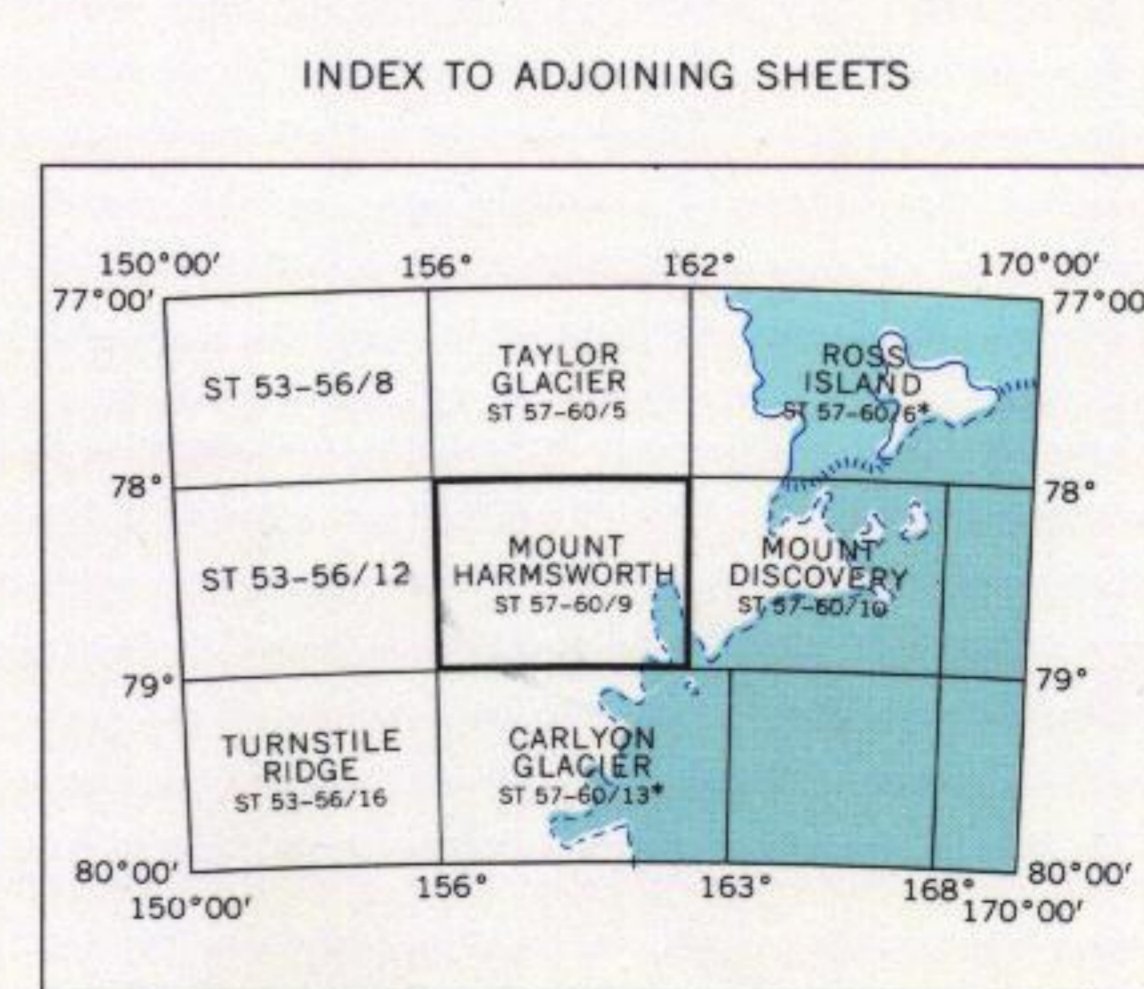 INDEX TO ADJOINING SHEETS
150°00′ 156° 162° 170°00′
77°00′ 77°00
TAYLOR
GLACIER
ST 57-60/5
ROSS
ISLAND
ST 57-60/6*
ST 53-56/8
78° 78°
MOUNT
HARMSWORTH
ST 57-60/9
MOUNT
DISCOVERY
ST 57-60/10
ST 53-56/12
79° 79°
TURNSTILE
RIDGE
ST 53-56/16
CARLYON
GLACIER
ST 57-60/13*
80°00′ 80°00′
150°00′ 156° 163° 168° 170°00′